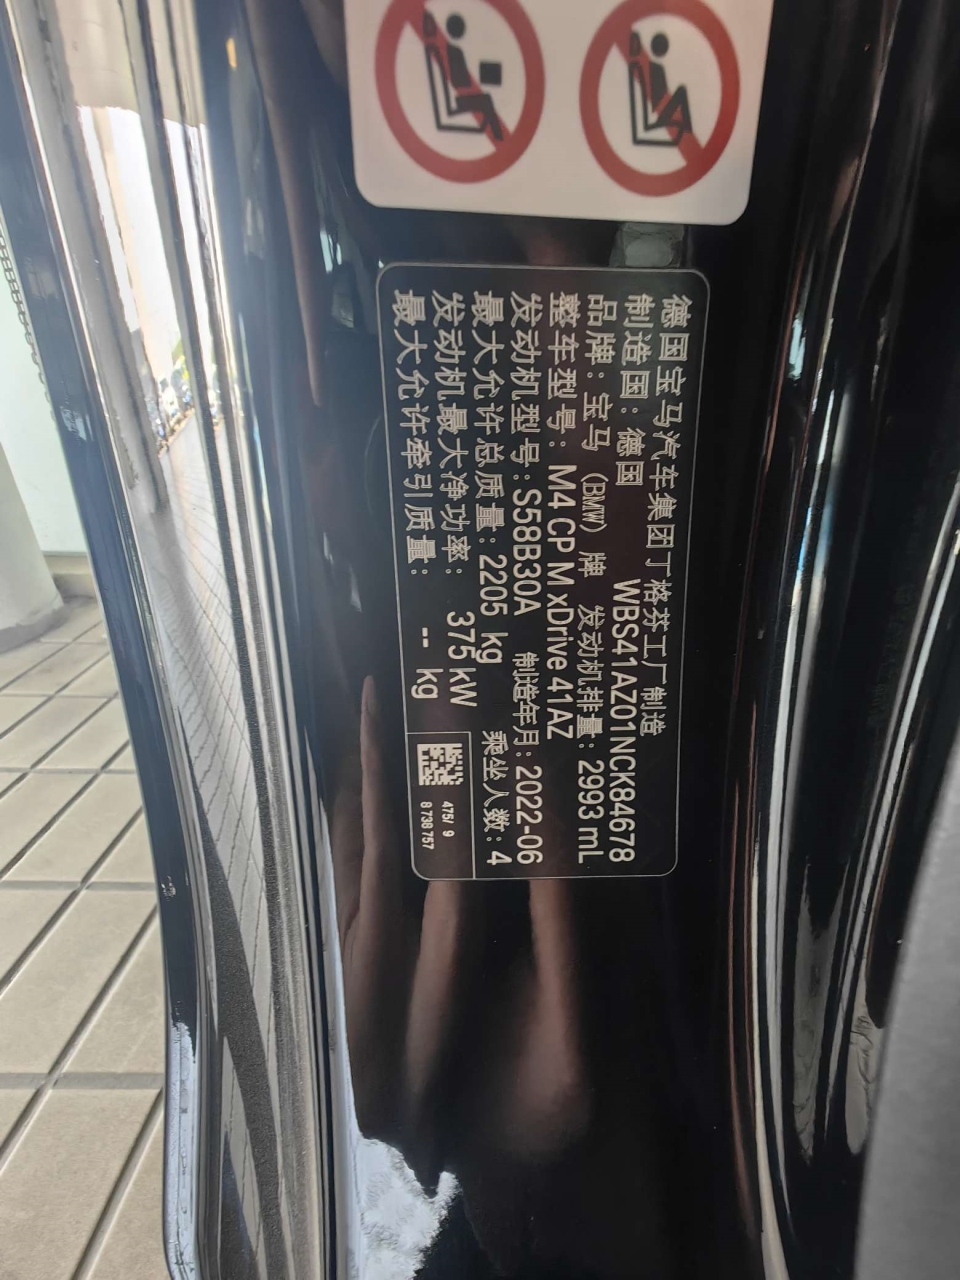 德国宝马汽车集团丁格芬工厂制造
制造国：德国 WBS41AZ01NCK84678
品牌：宝马（BMW）牌 发动机排量：2993 mL
整车型号：M4 CP M xDrive 41AZ
发动机型号：S58B30A 制造年月：2022-06
最大允许总质量：2205 kg 乘坐人数：4
发动机最大净功率：375 kW
最大允许牵引质量： -- kg
475/ 9
8 738 757